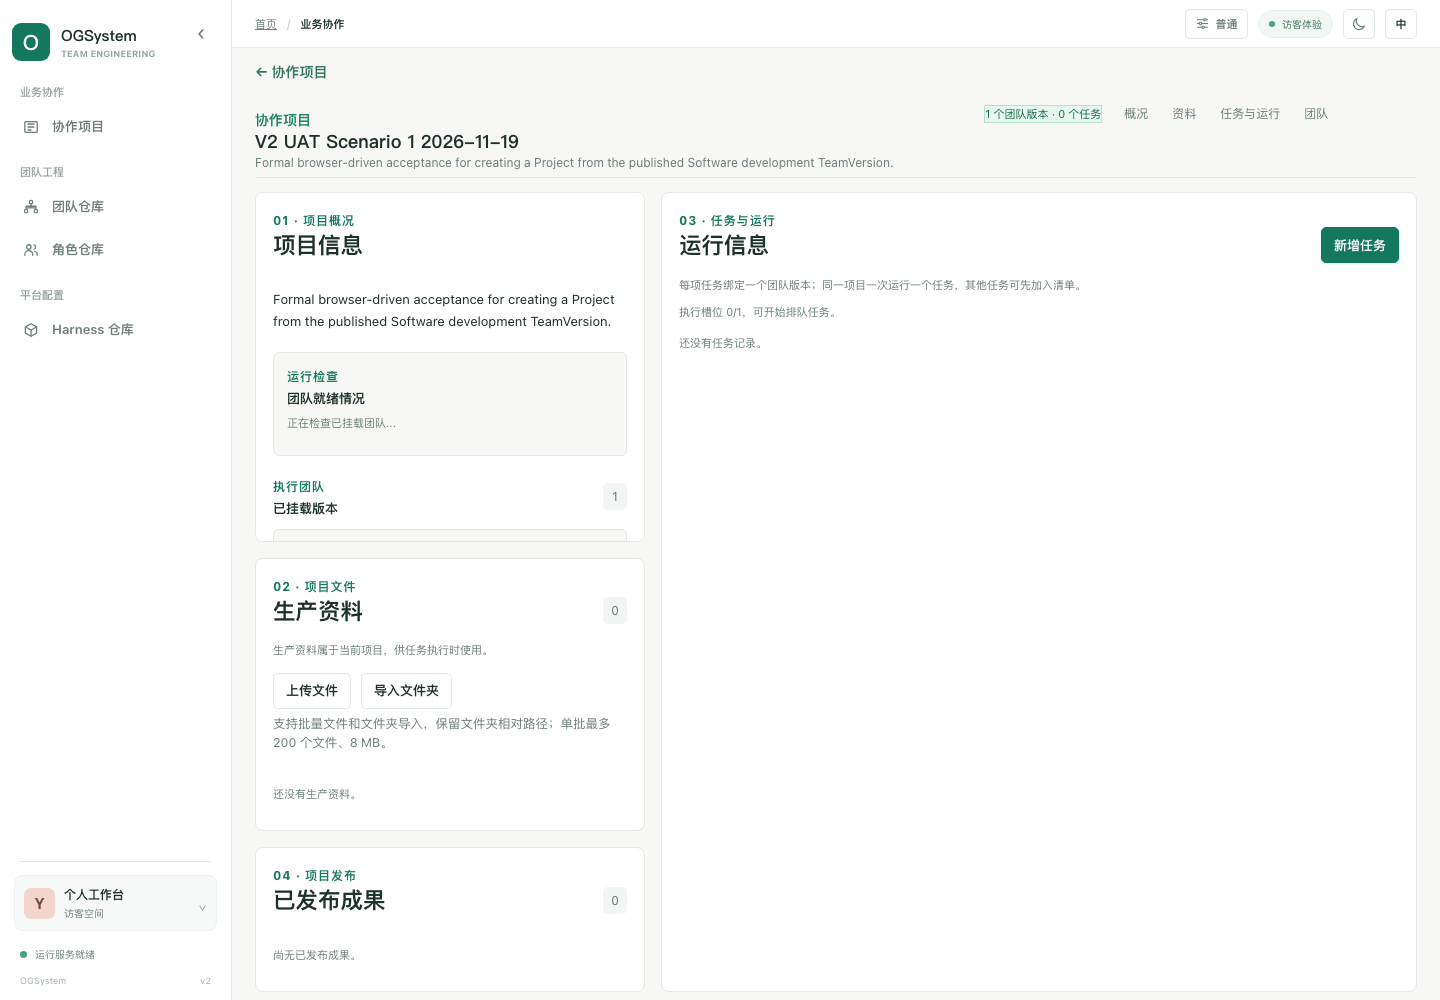 O
OGSystem
TEAM ENGINEERING
业务协作
协作项目
团队工程
团队仓库
角色仓库
平台配置
Harness 仓库
Y
个人工作台
访客空间
运行服务就绪
OGSystem
v2
首页 / 业务协作
普通
访客体验
中
← 协作项目
协作项目
V2 UAT Scenario 1 2026-11-19
Formal browser-driven acceptance for creating a Project from the published Software development TeamVersion.
1 个团队版本 · 0 个任务
概况
资料
任务与运行
团队
01 · 项目概况
项目信息
Formal browser-driven acceptance for creating a Project
from the published Software development TeamVersion.
运行检查
团队就绪情况
正在检查已挂载团队...
执行团队
已挂载版本
1
02 · 项目文件
生产资料
0
生产资料属于当前项目，供任务执行时使用。
上传文件
导入文件夹
支持批量文件和文件夹导入，保留文件夹相对路径；单批最多
200 个文件、8 MB。
还没有生产资料。
04 · 项目发布
已发布成果
0
尚无已发布成果。
03 · 任务与运行
运行信息
新增任务
每项任务绑定一个团队版本；同一项目一次运行一个任务，其他任务可先加入清单。
执行槽位 0/1，可开始排队任务。
还没有任务记录。